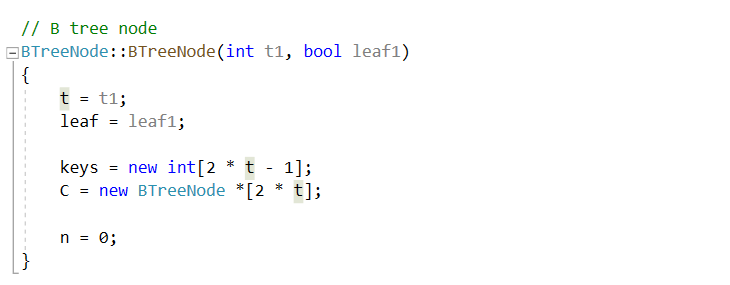 // B tree node
BTreeNode::BTreeNode(int t1, bool leaf1)
{
t = t1;
leaf = leaf1;
keys = new int[2 * t - 1];
C = new BTreeNode *[2 * t];
n = 0;
}